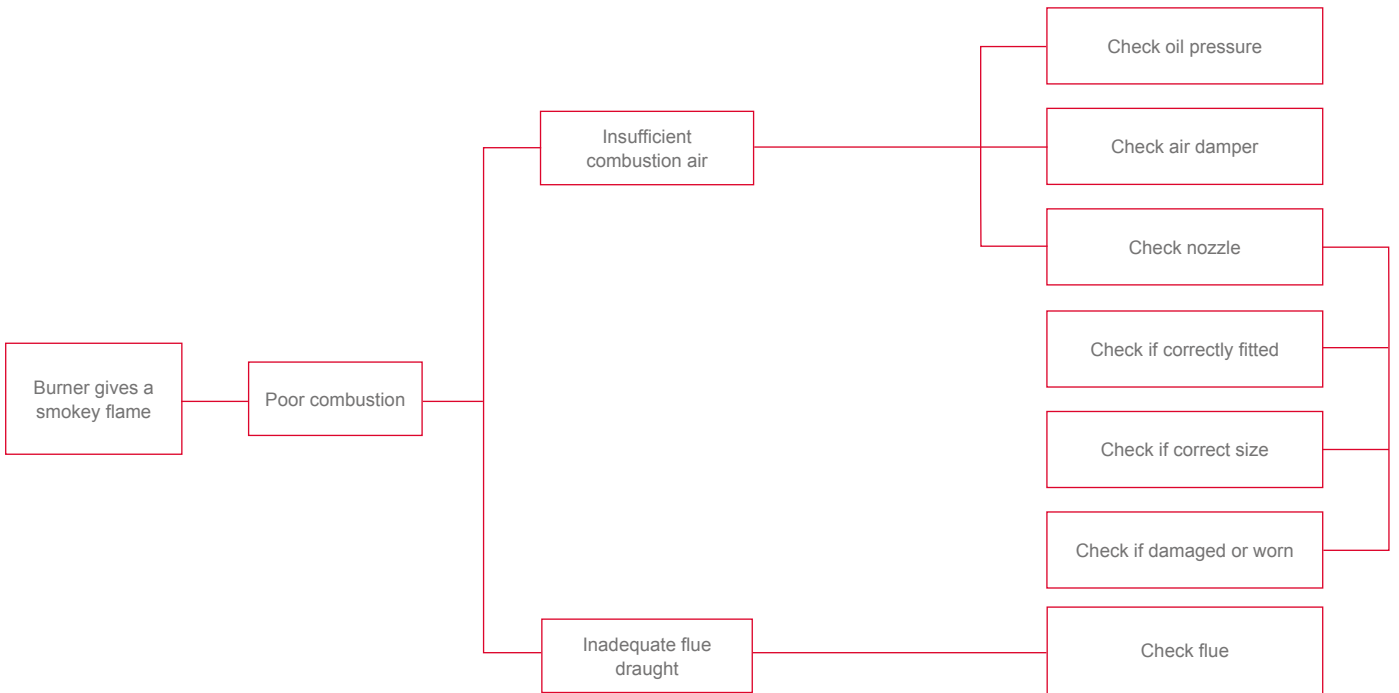 Burner gives a
smokey flame
Poor combustion
Insufficient
combustion air
Inadequate flue
draught
Check oil pressure
Check air damper
Check nozzle
Check if correctly fitted
Check if correct size
Check if damaged or worn
Check flue